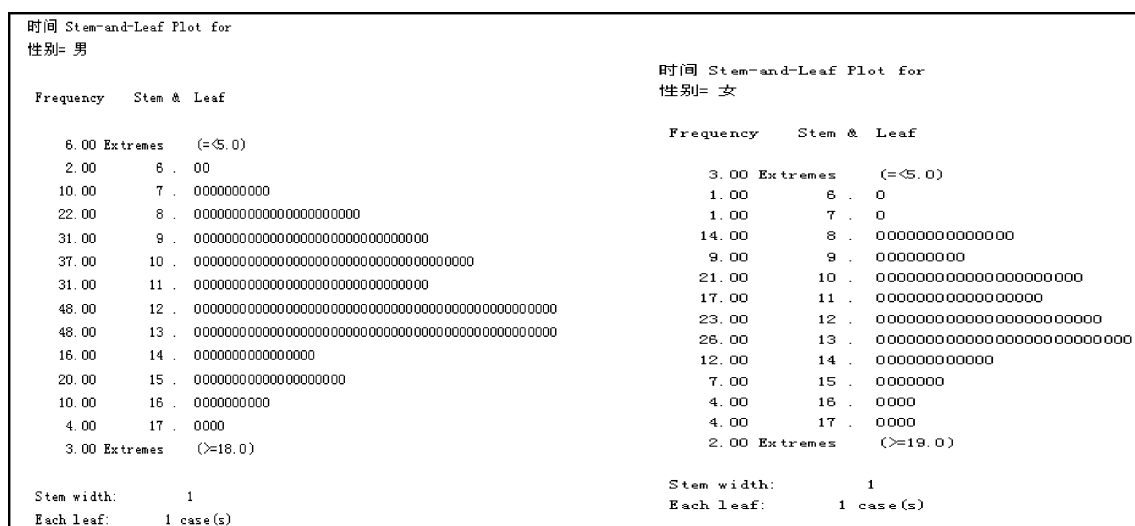 时间 Stem-and-Leaf Plot for
性别= 男
Frequency Stem & Leaf
6.00 Extremes (=<5.0)
2.00 6 . 00
10.00 7 . 0000000000
22.00 8 . 0000000000000000000000
31.00 9 . 0000000000000000000000000000000
37.00 10 . 0000000000000000000000000000000000000
31.00 11 . 0000000000000000000000000000000
48.00 12 . 000000000000000000000000000000000000000000000000
48.00 13 . 000000000000000000000000000000000000000000000000
16.00 14 . 0000000000000000
20.00 15 . 00000000000000000000
10.00 16 . 0000000000
4.00 17 . 0000
3.00 Extremes (>=18.0)
Stem width: 1
Each leaf: 1 case(s)
时间 Stem-and-Leaf Plot for
性别= 女
Frequency Stem & Leaf
3.00 Extremes (=<5.0)
1.00 6 . 0
1.00 7 . 0
14.00 8 . 00000000000000
9.00 9 . 000000000
21.00 10 . 000000000000000000000
17.00 11 . 00000000000000000
23.00 12 . 00000000000000000000000
26.00 13 . 00000000000000000000000000
12.00 14 . 000000000000
7.00 15 . 0000000
4.00 16 . 0000
4.00 17 . 0000
2.00 Extremes (>=19.0)
Stem width: 1
Each leaf: 1 case(s)